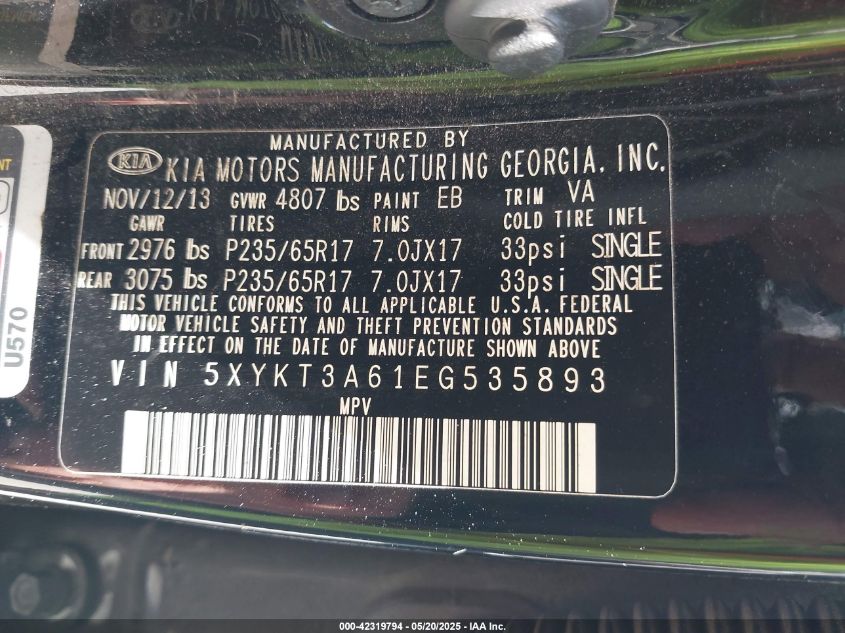 MANUFACTURED BY
KIA KIA MOTORS MANUFACTURING GEORGIA, INC.
NOV/12/13 GVWR 4807 lbs PAINT EB TRIM VA
GAWR TIRES RIMS COLD TIRE INFL
FRONT 2976 lbs P235/65R17 7.0JX17 33psi SINGLE
REAR 3075 lbs P235/65R17 7.0JX17 33psi SINGLE
THIS VEHICLE CONFORMS TO ALL APPLICABLE U.S.A. FEDERAL
MOTOR VEHICLE SAFETY AND THEFT PREVENTION STANDARDS
IN EFFECT ON THE DATE OF MANUFACTURE SHOWN ABOVE
VIN 5XYKT3A61EG535893
MPV
U570
000-42319794 - 05/20/2025 - IAA Inc.